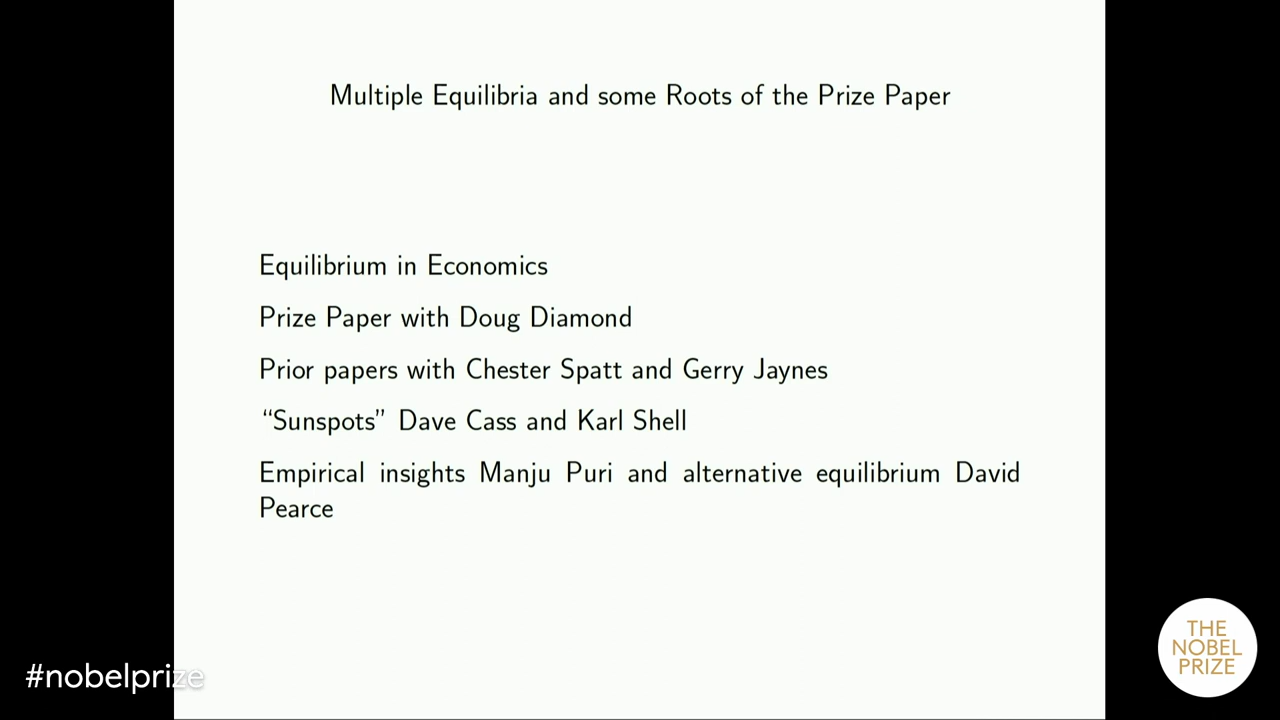 Multiple Equilibria and some Roots of the Prize Paper
Equilibrium in Economics
Prize Paper with Doug Diamond
Prior papers with Chester Spatt and Gerry Jaynes
“Sunspots” Dave Cass and Karl Shell
Empirical insights Manju Puri and alternative equilibrium David
Pearce
#nobelprize
THE
NOBEL
PRIZE